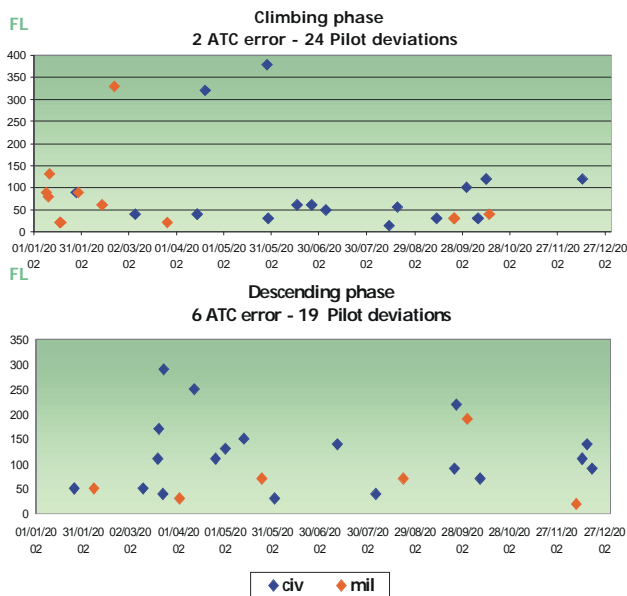 Climbing phase
FL
2 ATC error - 24 Pilot deviations
400
350
300
250
200
150
100
50
0
01/01/20 31/01/20 02/03/20 01/04/20 01/05/20 31/05/20 30/06/20 30/07/20 29/08/20 28/09/20 28/10/20 27/11/20 27/12/20
02 02 02 02 02 02 02 02 02 02 02 02 02
FL
Descending phase
6 ATC error - 19 Pilot deviations
350
300
250
200
150
100
50
0
01/01/20 31/01/20 02/03/20 01/04/20 01/05/20 31/05/20 30/06/20 30/07/20 29/08/20 28/09/20 28/10/20 27/11/20 27/12/20
02 02 02 02 02 02 02 02 02 02 02 02 02
civ mil